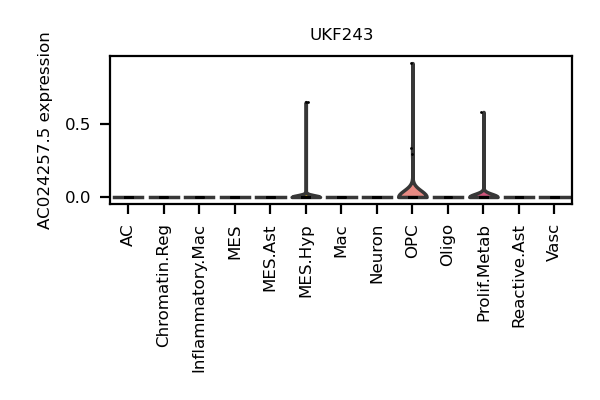 UKF243
AC024257.5 expression
0.5
0.0
AC
Chromatin.Reg
Inflammatory.Mac
MES
MES.Ast
MES.Hyp
Mac
Neuron
OPC
Oligo
Prolif.Metab
Reactive.Ast
Vasc